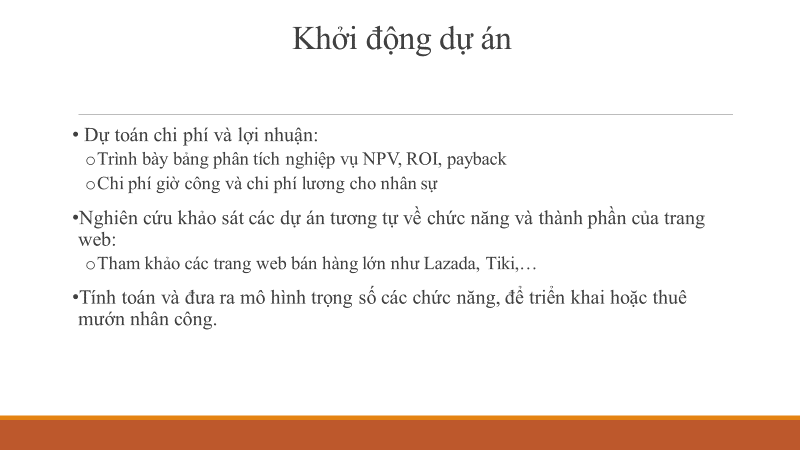 Khởi động dự án
• Dự toán chi phí và lợi nhuận:
oTrình bày bảng phân tích nghiệp vụ NPV, ROI, payback
oChi phí giờ công và chi phí lương cho nhân sự
•Nghiên cứu khảo sát các dự án tương tự về chức năng và thành phần của trang
web:
oTham khảo các trang web bán hàng lớn như Lazada, Tiki,…
•Tính toán và đưa ra mô hình trọng số các chức năng, để triển khai hoặc thuê
mướn nhân công.